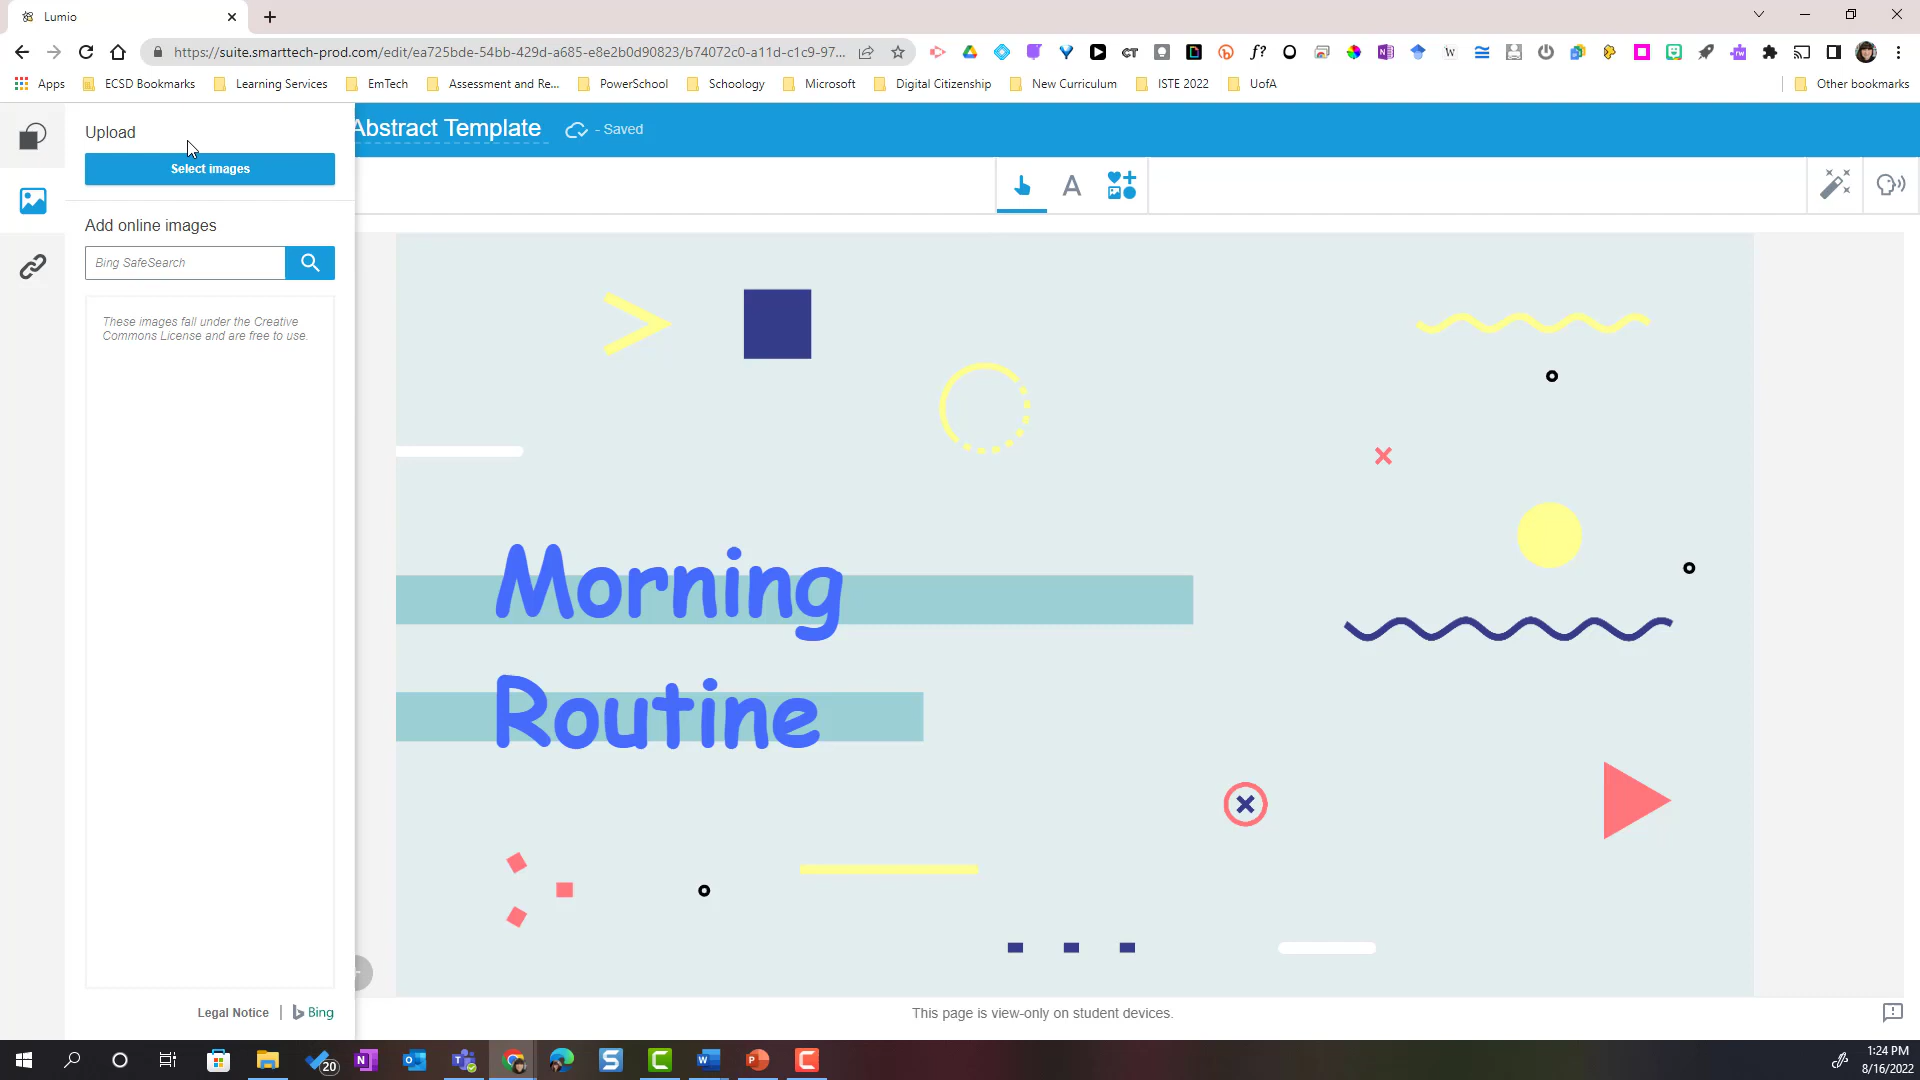 Lumio
https://suite.smarttech-prod.com/edit/ea725bde-54bb-429d-a685-e8e2b0d90823/b74072c0-a11d-c1c9-97...
Apps
ECSD Bookmarks
Learning Services
EmTech
Assessment and Re...
PowerSchool
Schoology
Microsoft
Digital Citizenship
New Curriculum
ISTE 2022
UofA
Other bookmarks
Upload
Select images
Abstract Template
- Saved
Add online images
Bing SafeSearch
These images fall under the Creative
Commons License and are free to use.
Morning
Routine
Legal Notice | Bing
This page is view-only on student devices.
20
1:24 PM
8/16/2022